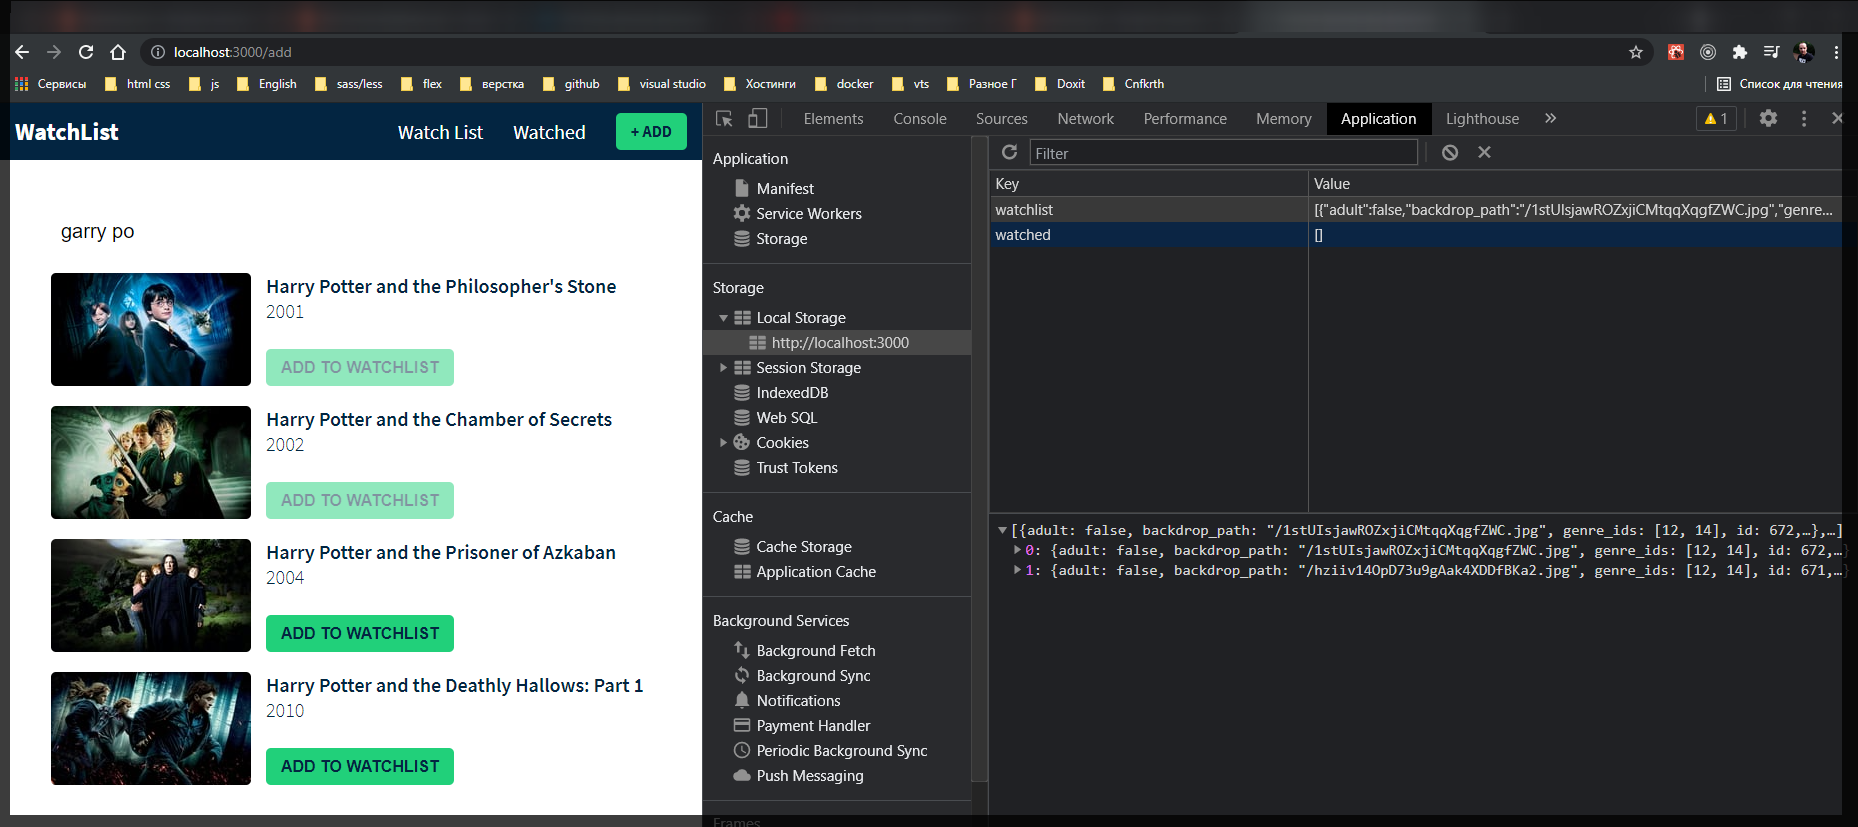 localhost:3000/add
Сервисы html css js English sass/less flex верстка github visual studio Хостинги docker vts Разное Г Doxit Cnfkrth Список для чтения
WatchList Watch List Watched + ADD
garry po
Harry Potter and the Philosopher's Stone
2001
ADD TO WATCHLIST
Harry Potter and the Chamber of Secrets
2002
ADD TO WATCHLIST
Harry Potter and the Prisoner of Azkaban
2004
ADD TO WATCHLIST
Harry Potter and the Deathly Hallows: Part 1
2010
ADD TO WATCHLIST
Elements Console Sources Network Performance Memory Application Lighthouse » 1
Application
Manifest
Service Workers
Storage
Storage
Local Storage
http://localhost:3000
Session Storage
IndexedDB
Web SQL
Cookies
Trust Tokens
Cache
Cache Storage
Application Cache
Background Services
Background Fetch
Background Sync
Notifications
Payment Handler
Periodic Background Sync
Push Messaging
Frames
Filter
Key Value
watchlist [{"adult":false,"backdrop_path":"/1stUIsjawROZxjiCMtqqXqgfZWC.jpg","genre...
watched []
[{adult: false, backdrop_path: "/1stUIsjawROZxjiCMtqqXqgfZWC.jpg", genre_ids: [12, 14], id: 672,…},…]
0: {adult: false, backdrop_path: "/1stUIsjawROZxjiCMtqqXqgfZWC.jpg", genre_ids: [12, 14], id: 672,…}
1: {adult: false, backdrop_path: "/hziiv14OpD73u9gAak4XDDfBKa2.jpg", genre_ids: [12, 14], id: 671,…}